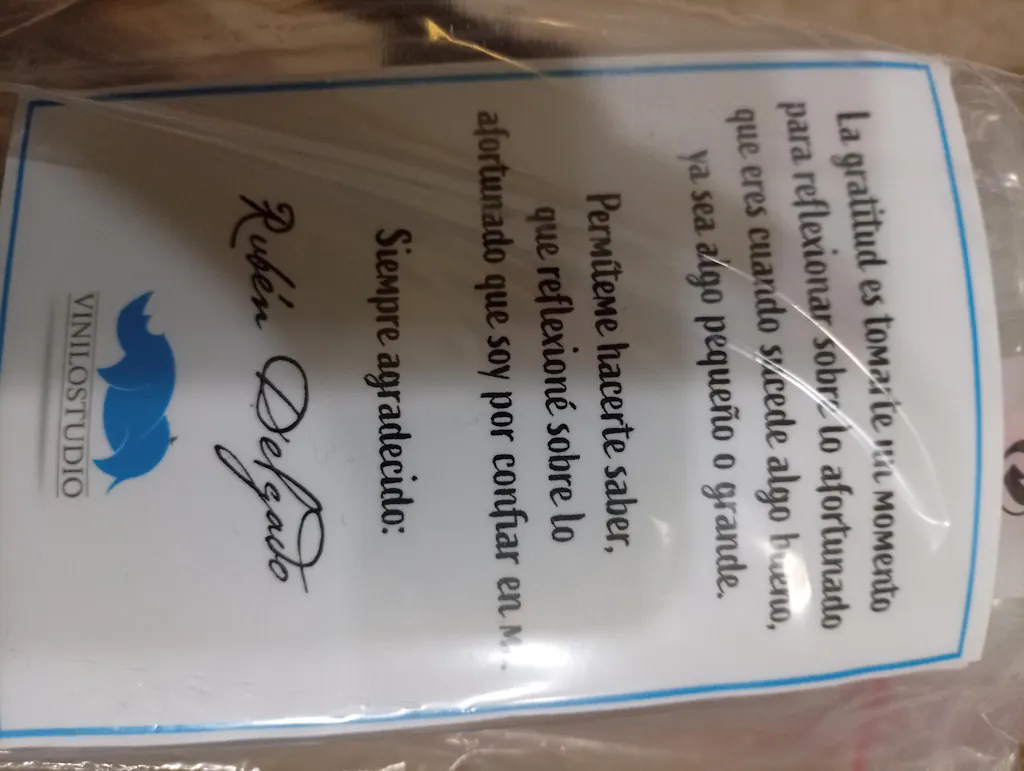 La gratitud es tomarte un momento
para reflexionar sobre lo afortunado
que eres cuando sucede algo bueno,
ya sea algo pequeño o grande.
Permíteme hacerte saber,
que reflexioné sobre lo
afortunado que soy por confiar en
Siempre agradecido:
Rubén Delgado
VINILOSTUDIO